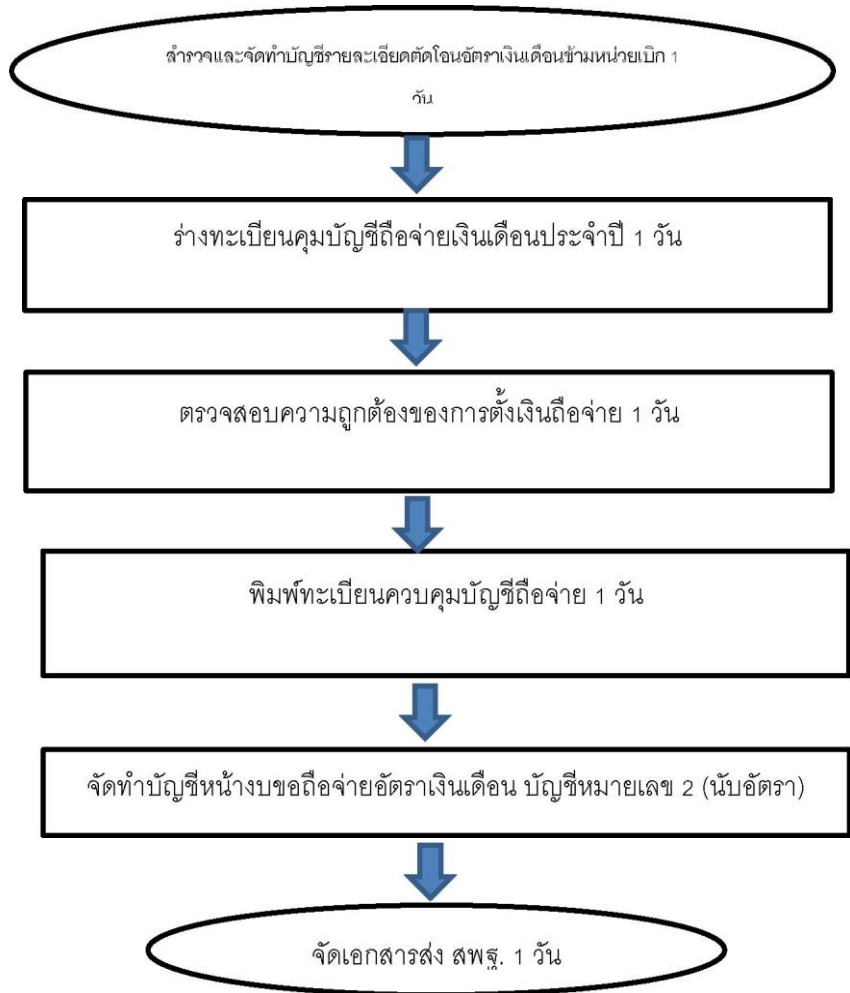 สำรวจและจัดทำบัญชีรายละเอียดตัดโอนอัตราเงินเดือนข้ามหน่วยเบิก 1
วัน
ร่างทะเบียนคุมบัญชีถือจ่ายเงินเดือนประจำปี 1 วัน
ตรวจสอบความถูกต้องของการตั้งเงินถือจ่าย 1 วัน
พิมพ์ทะเบียนควบคุมบัญชีถือจ่าย 1 วัน
จัดทำบัญชีหน้างบขอถือจ่ายอัตราเงินเดือน บัญชีหมายเลข 2 (นับอัตรา)
จัดเอกสารส่ง สพฐ. 1 วัน